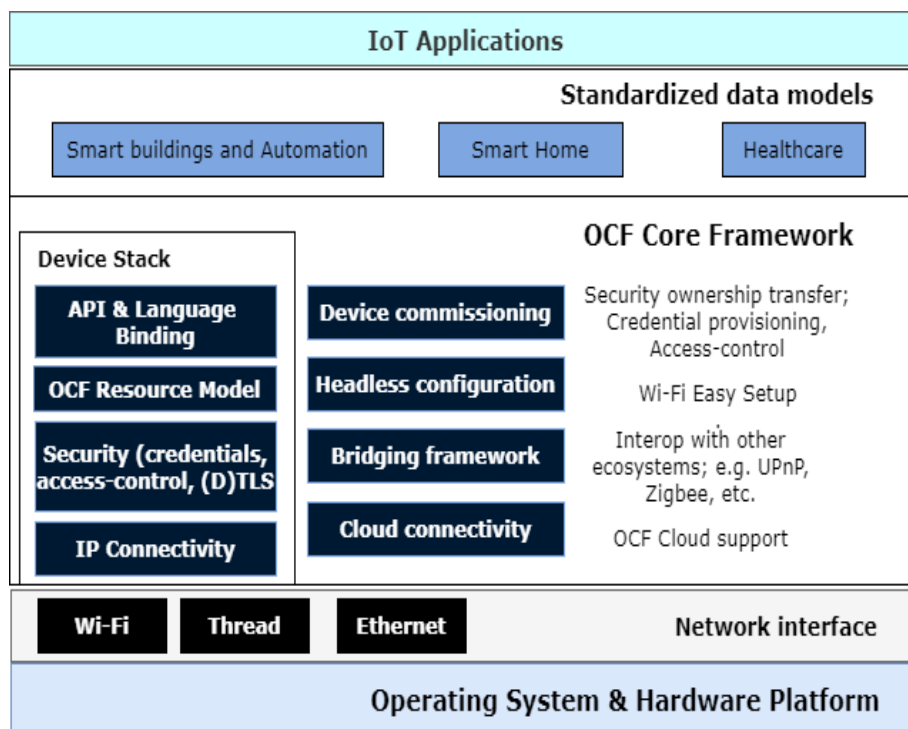 IoT Applications
Standardized data models
Smart buildings and Automation
Smart Home
Healthcare
OCF Core Framework
Device Stack
API & Language
Binding
OCF Resource Model
Security (credentials,
access-control, (D)TLS
IP Connectivity
Device commissioning
Headless configuration
Bridging framework
Cloud connectivity
Security ownership transfer;
Credential provisioning,
Access-control
Wi-Fi Easy Setup
Interop with other
ecosystems; e.g. UPnP,
Zigbee, etc.
OCF Cloud support
Wi-Fi
Thread
Ethernet
Network interface
Operating System & Hardware Platform